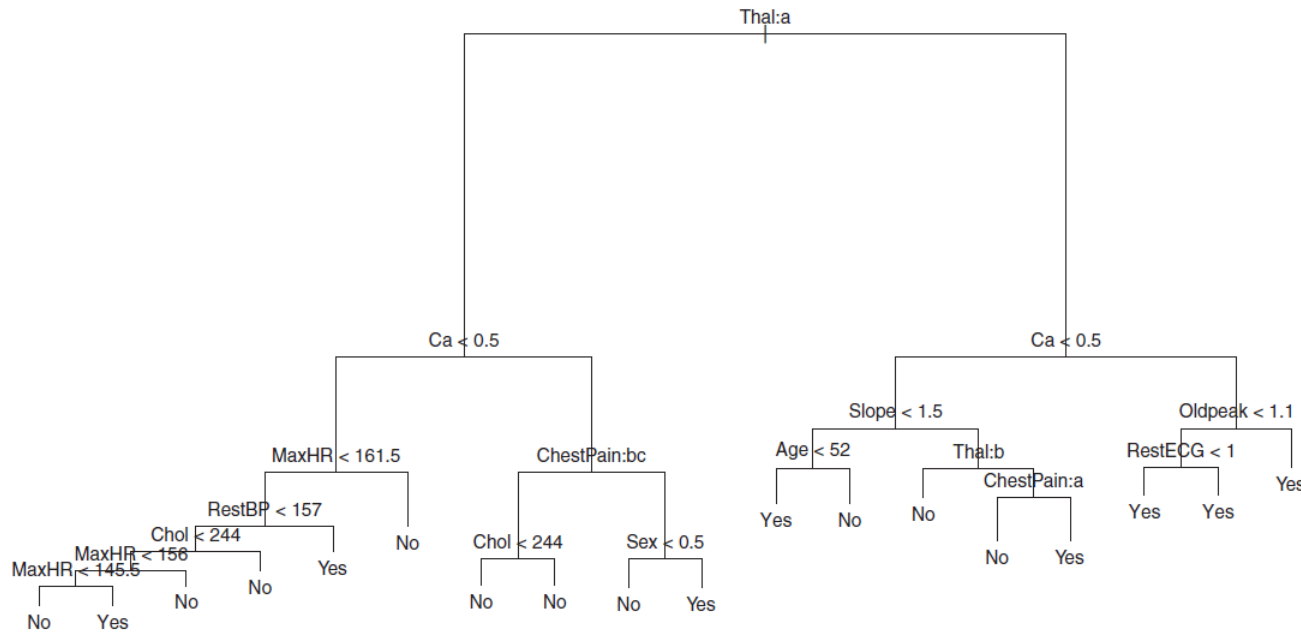 Thal:a
Ca < 0.5
Ca < 0.5
Slope < 1.5
Oldpeak < 1.1
MaxHR < 161.5
ChestPain:bc
Age < 52
Thal:b
RestECG < 1
ChestPain:a
Yes
RestBP < 157
Yes
No
No
Yes
Yes
Chol < 244
No
Chol < 244
Sex < 0.5
MaxHR < 156
No
Yes
MaxHR < 145.5
Yes
No
No
No
No
No
Yes
No
Yes